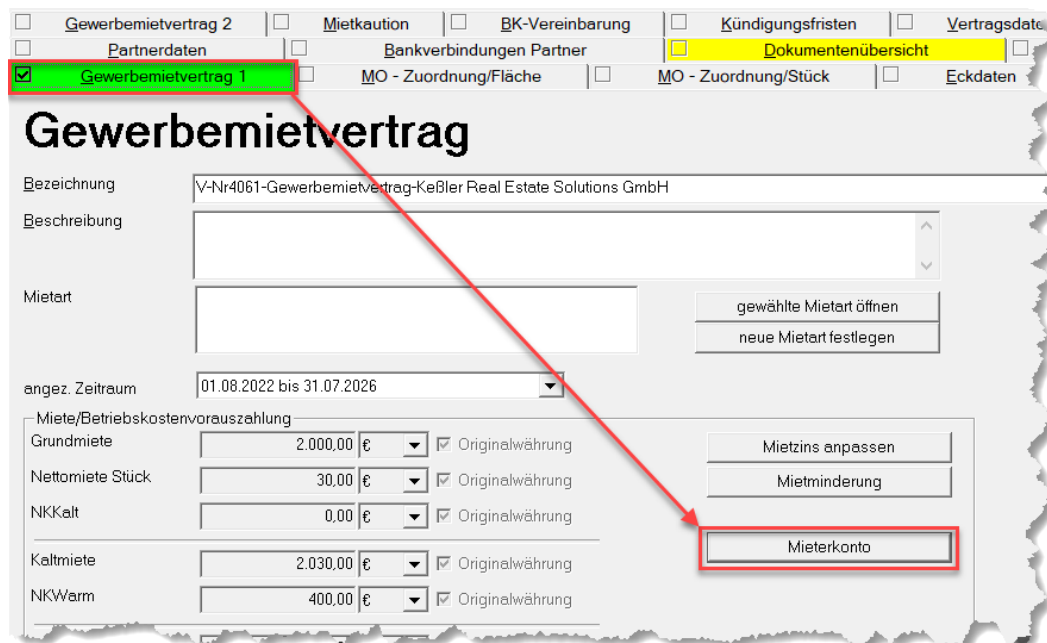 Gewerbemietvertrag 2 Mietkaution BK-Vereinbarung Kündigungsfristen
Partnerdaten Bankverbindungen Partner Dokumentenübersicht
Gewerbemietvertrag 1 MO - Zuordnung/Fläche MO - Zuordnung/Stück Eckdaten
Gewerbemietvertrag
Bezeichnung V-Nr4061-Gewerbemietvertrag-Keßler Real Estate Solutions GmbH
Beschreibung
Mietart
gewählte Mietart öffnen
neue Mietart festlegen
angez. Zeitraum 01.08.2022 bis 31.07.2026
Miete/Betriebskostenvorauszahlung
Grundmiete 2.000,00 € Originalwährung Mietzins anpassen
Nettomiete Stück 30,00 € Originalwährung Mietminderung
NKKalt 0,00 € Originalwährung
Mieterkonto
Kaltmiete 2.030,00 € Originalwährung
NKWarm 400,00 € Originalwährung